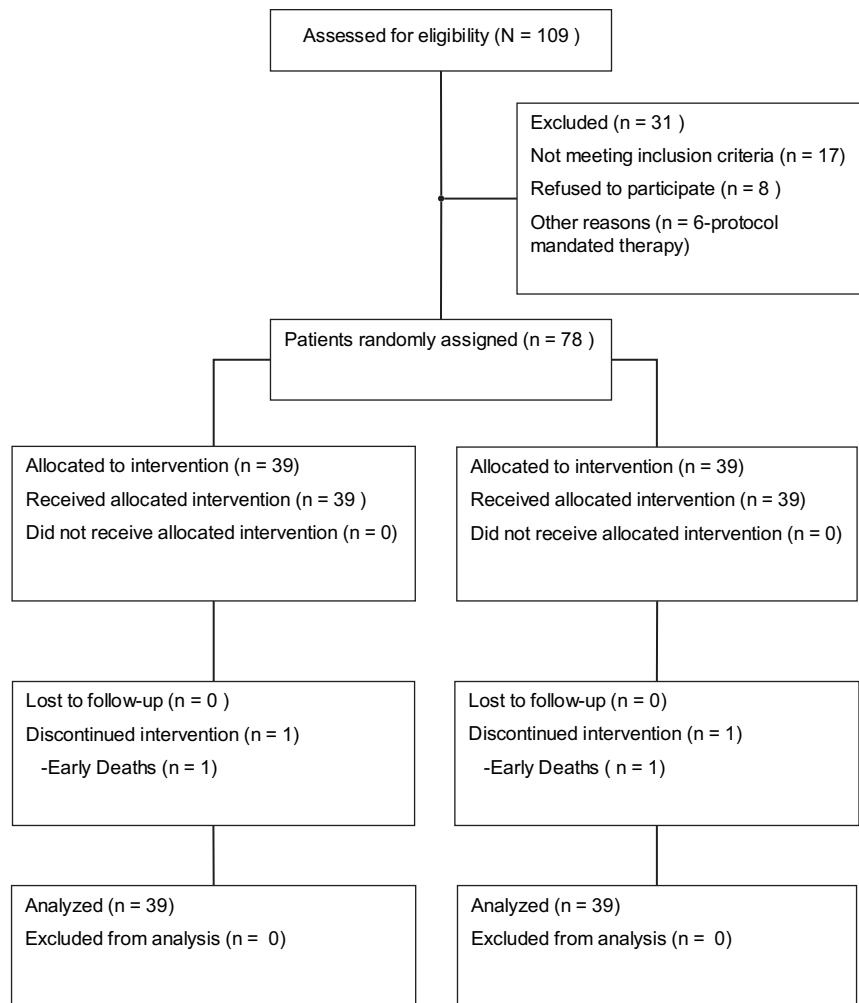 Assessed for eligibility (N = 109 )
Excluded (n = 31 )
Not meeting inclusion criteria (n = 17)
Refused to participate (n = 8 )
Other reasons (n = 6-protocol
mandated therapy)
Patients randomly assigned (n = 78 )
Allocated to intervention (n = 39)
Received allocated intervention (n = 39 )
Did not receive allocated intervention (n = 0)
Allocated to intervention (n = 39)
Received allocated intervention (n = 39)
Did not receive allocated intervention (n = 0)
Lost to follow-up (n = 0 )
Discontinued intervention (n = 1)
-Early Deaths (n = 1)
Lost to follow-up (n = 0)
Discontinued intervention (n = 1)
-Early Deaths ( n = 1)
Analyzed (n = 39)
Excluded from analysis (n =  0)
Analyzed (n = 39)
Excluded from analysis (n =  0)